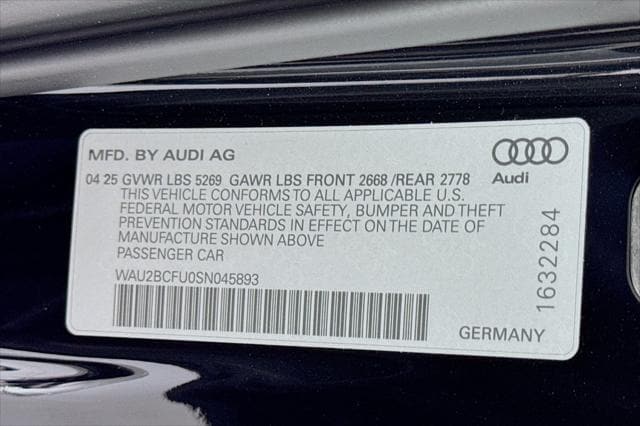 MFD. BY AUDI AG
04 25 GVWR LBS 5269 GAWR LBS FRONT 2668 /REAR 2778
THIS VEHICLE CONFORMS TO ALL APPLICABLE U.S.
FEDERAL MOTOR VEHICLE SAFETY, BUMPER AND THEFT
PREVENTION STANDARDS IN EFFECT ON THE DATE OF
MANUFACTURE SHOWN ABOVE
PASSENGER CAR
WAU2BCFU0SN045893
GERMANY
Audi
1632284